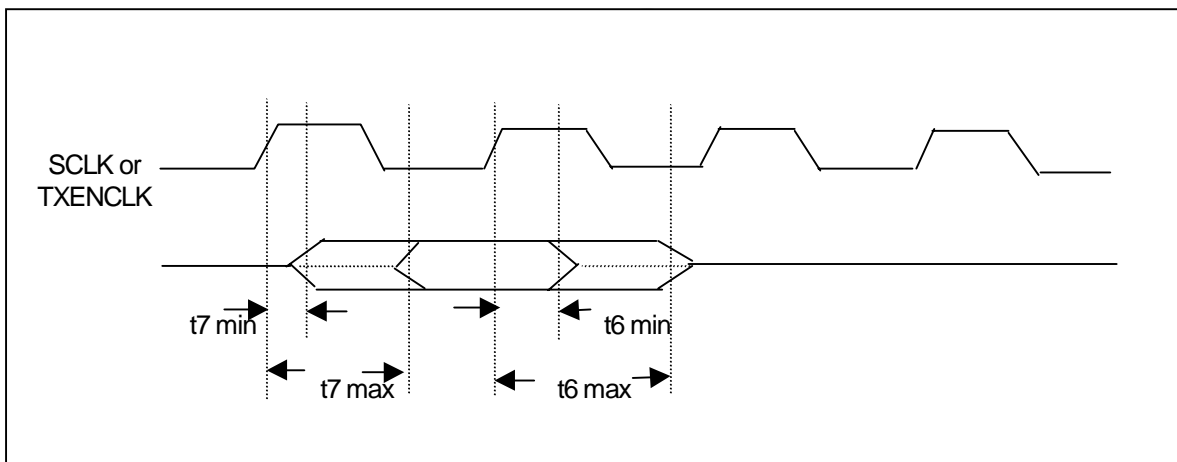 SCLK or
TXENCLK
t7 min
t6 min
t7 max
t6 max